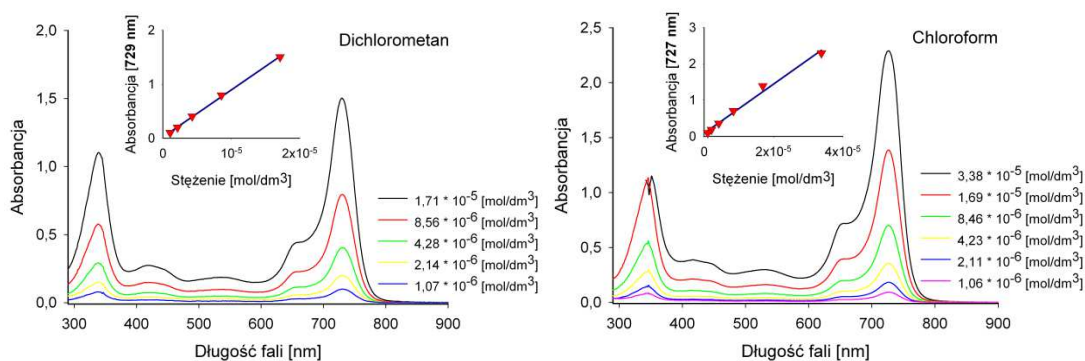 Dichlorometan
Absorbancja
2,0
1,5
1,0
0,5
0,0
300 400 500 600 700 800 900
Długość fali [nm]
Absorbancja [729 nm]
2
1
0
0 10⁻⁵ 2x10⁻⁵
Stężenie [mol/dm³]
1,71 * 10⁻⁵ [mol/dm³]
8,56 * 10⁻⁶ [mol/dm³]
4,28 * 10⁻⁶ [mol/dm³]
2,14 * 10⁻⁶ [mol/dm³]
1,07 * 10⁻⁶ [mol/dm³]
Chloroform
Absorbancja
2,5
2,0
1,5
1,0
0,5
0,0
300 400 500 600 700 800 900
Długość fali [nm]
Absorbancja [727 nm]
3
2
1
0
0 2x10⁻⁵ 4x10⁻⁵
Stężenie [mol/dm³]
3,38 * 10⁻⁵ [mol/dm³]
1,69 * 10⁻⁵ [mol/dm³]
8,46 * 10⁻⁶ [mol/dm³]
4,23 * 10⁻⁶ [mol/dm³]
2,11 * 10⁻⁶ [mol/dm³]
1,06 * 10⁻⁶ [mol/dm³]